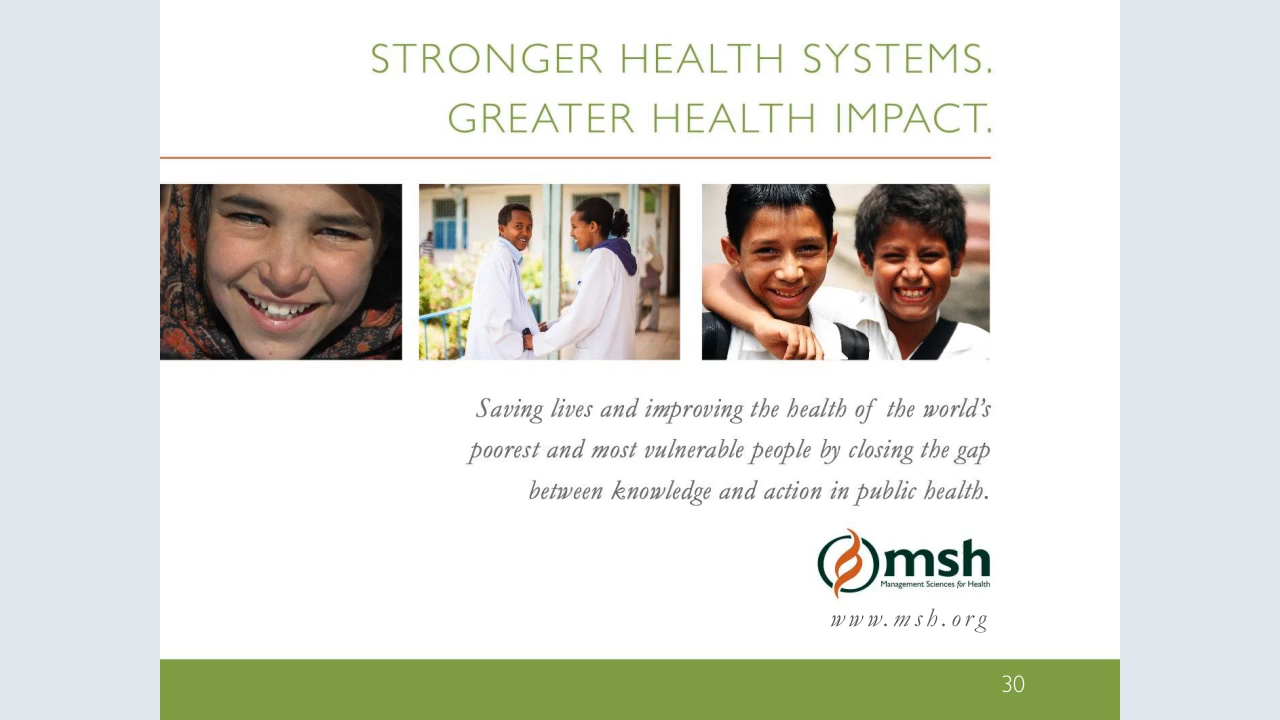 STRONGER HEALTH SYSTEMS.
GREATER HEALTH IMPACT.
Saving lives and improving the health of the world's
poorest and most vulnerable people by closing the gap
between knowledge and action in public health.
msh
Management Sciences for Health
www.msh.org
30